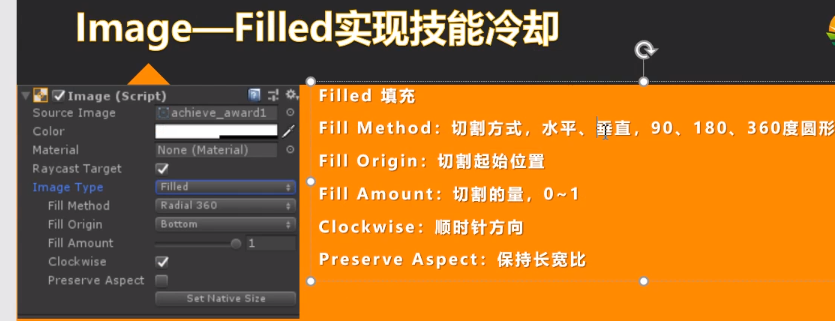 Image—Filled实现技能冷却
Image (Script)
Source Image achieve_award1
Color
Material None (Material)
Raycast Target
Image Type Filled
Fill Method Radial 360
Fill Origin Bottom
Fill Amount 1
Clockwise
Preserve Aspect
Set Native Size
Filled 填充
Fill Method：切割方式，水平、垂直，90、180、360度圆形
Fill Origin：切割起始位置
Fill Amount：切割的量，0~1
Clockwise：顺时针方向
Preserve Aspect：保持长宽比